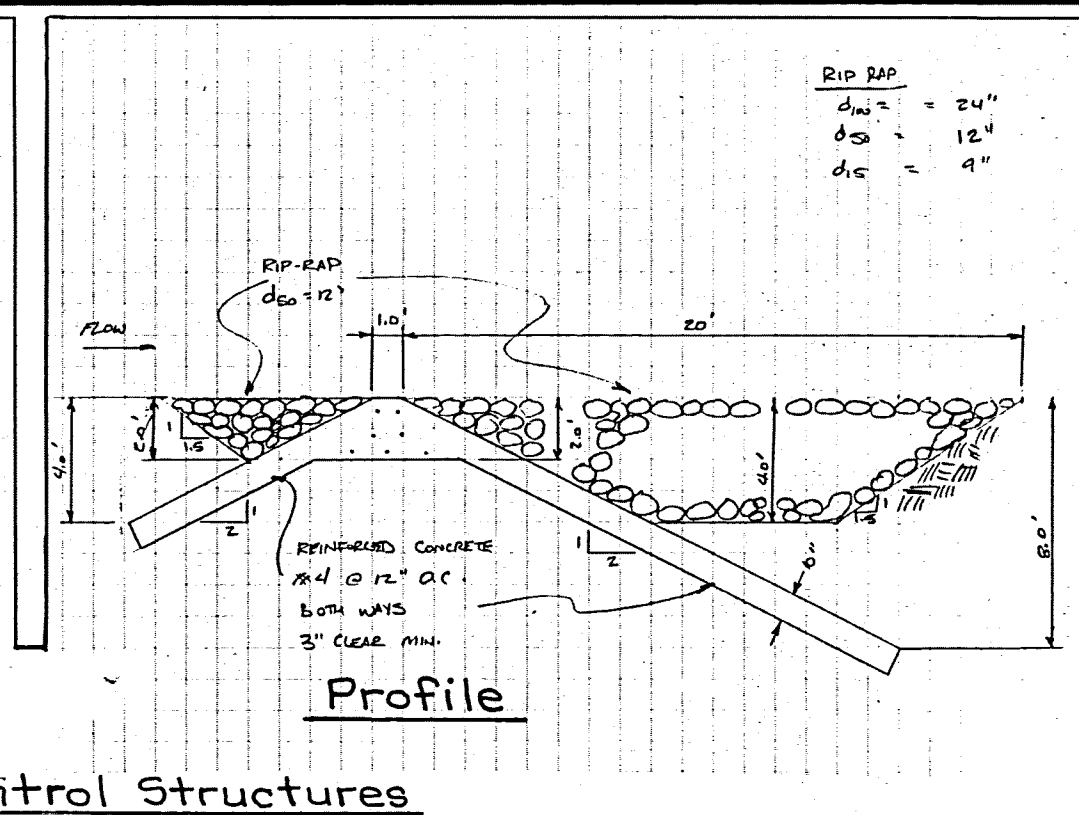 RIP RAP
d100 = = 24"
d50 = 12"
d15 = 9"
RIP-RAP
d50 = 12"
FLOW
1.0'
20'
4.0'
2.0'
1
1.5
2.0'
4.0'
1
1.5
8.0'
1
2
1
2
REINFORCED CONCRETE
#4 @ 12" O.C.
BOTH WAYS
3" CLEAR MIN.
Profile
ntrol Structures